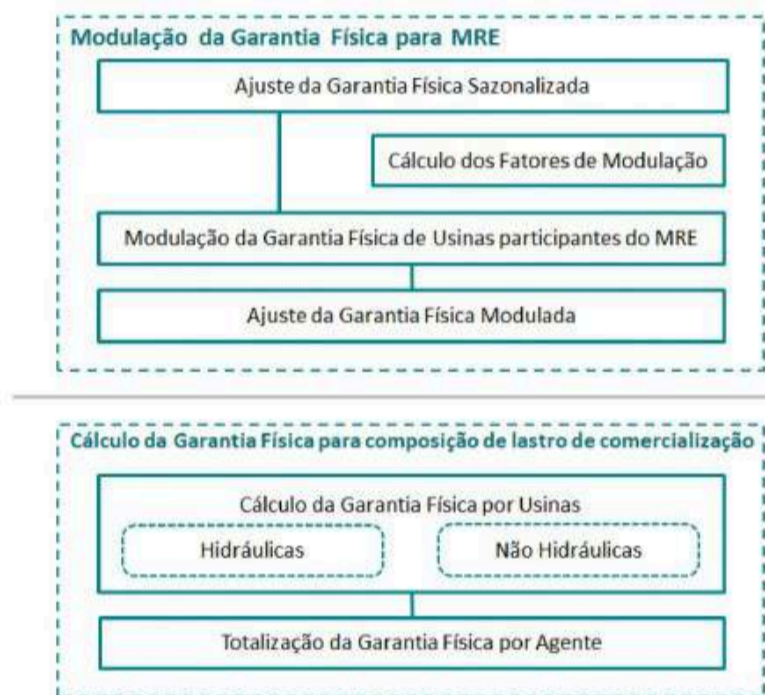 Modulação da Garantia Física para MRE
Ajuste da Garantia Física Sazonalizada
Cálculo dos Fatores de Modulação
Modulação da Garantia Física de Usinas participantes do MRE
Ajuste da Garantia Física Modulada
Cálculo da Garantia Física para composição de lastro de comercialização
Cálculo da Garantia Física por Usinas
Hidráulicas
Não Hidráulicas
Totalização da Garantia Física por Agente